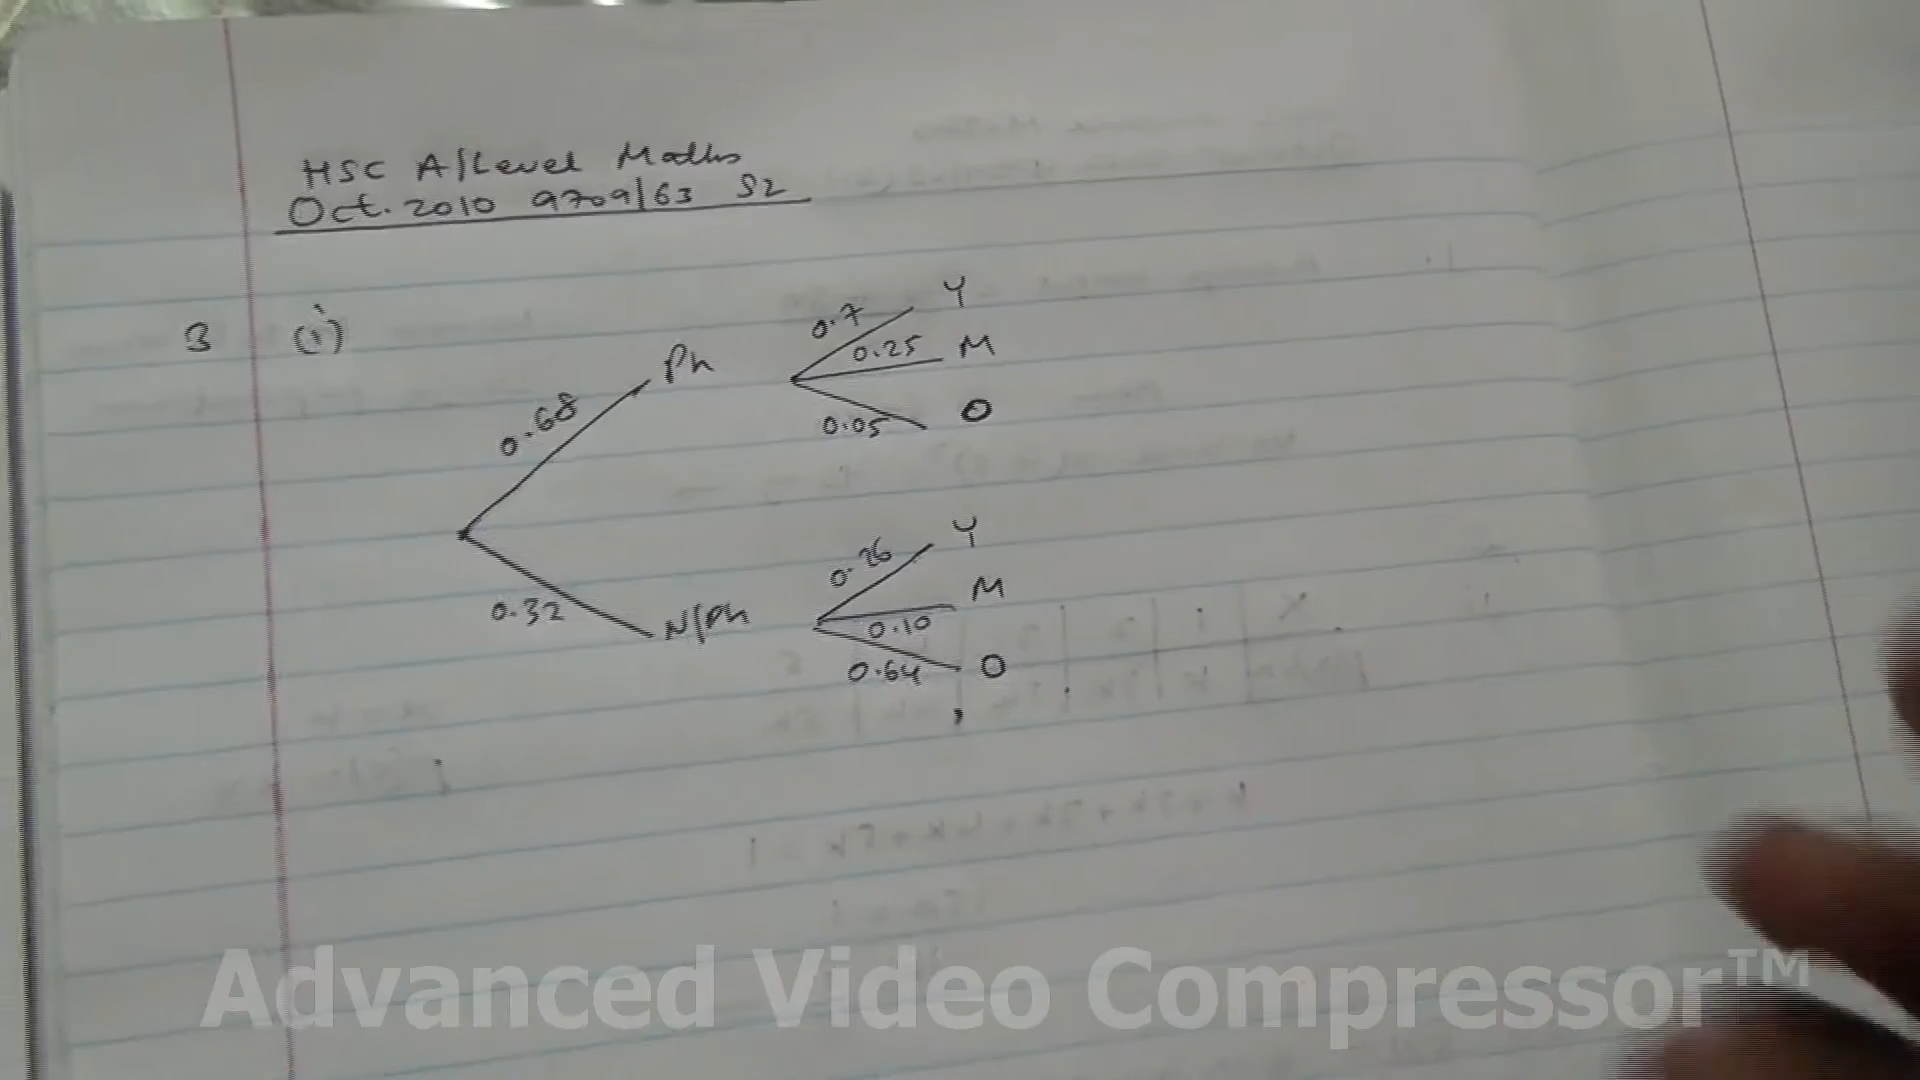 HSC A/Level Maths
Oct. 2010 9709/63 S2
3 (i)
0.68 Ph
0.7 Y
0.25 M
0.05 O
0.32 N/Ph
0.26 Y
0.10 M
0.64 O
Advanced Video Compressor™